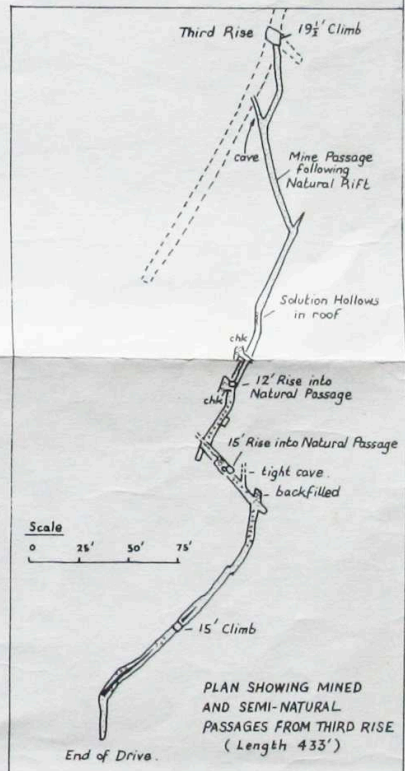 Third Rise
19½' Climb
cave
Mine Passage
following
Natural Rift
Solution Hollows
in roof
chk
12' Rise into
Natural Passage
chk
15' Rise into Natural Passage
tight cave
backfilled
Scale
0 25' 50' 75'
15' Climb
PLAN SHOWING MINED
AND SEMI-NATURAL
PASSAGES FROM THIRD RISE
(Length 433')
End of Drive.